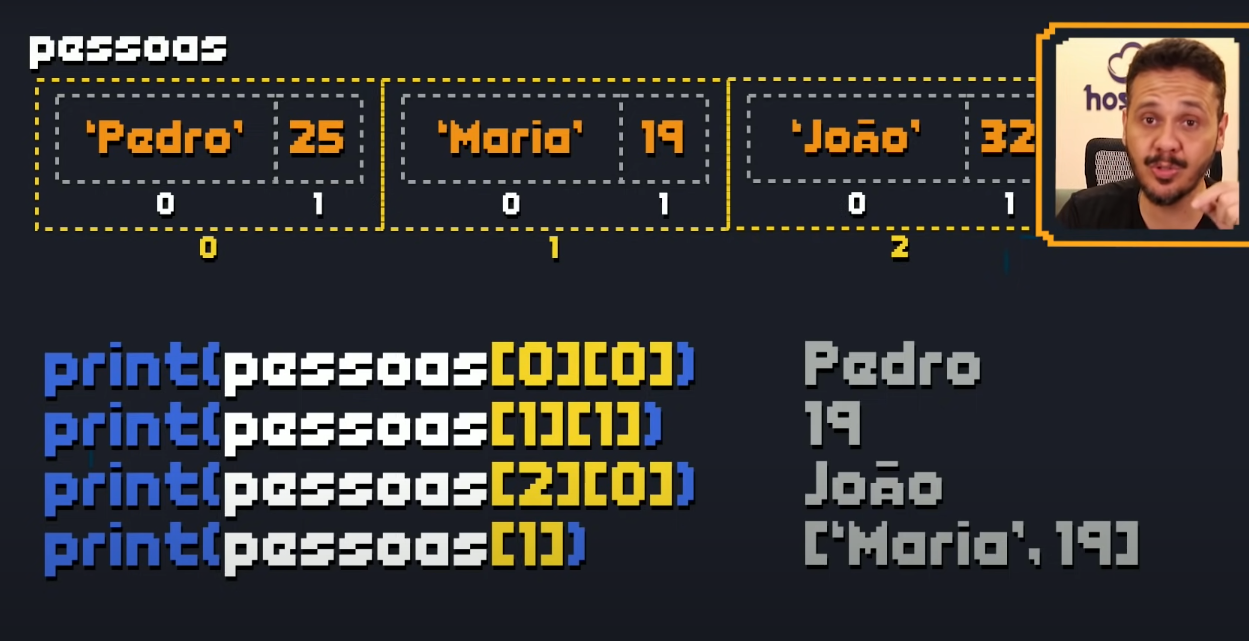 pessoas
'Pedro' 25 'Maria' 19 'João' 32
0 1 0 1 0 1
0 1 2
print(pessoas[0][0]) Pedro
print(pessoas[1][1]) 19
print(pessoas[2][0]) João
print(pessoas[1]) ['Maria', 19]